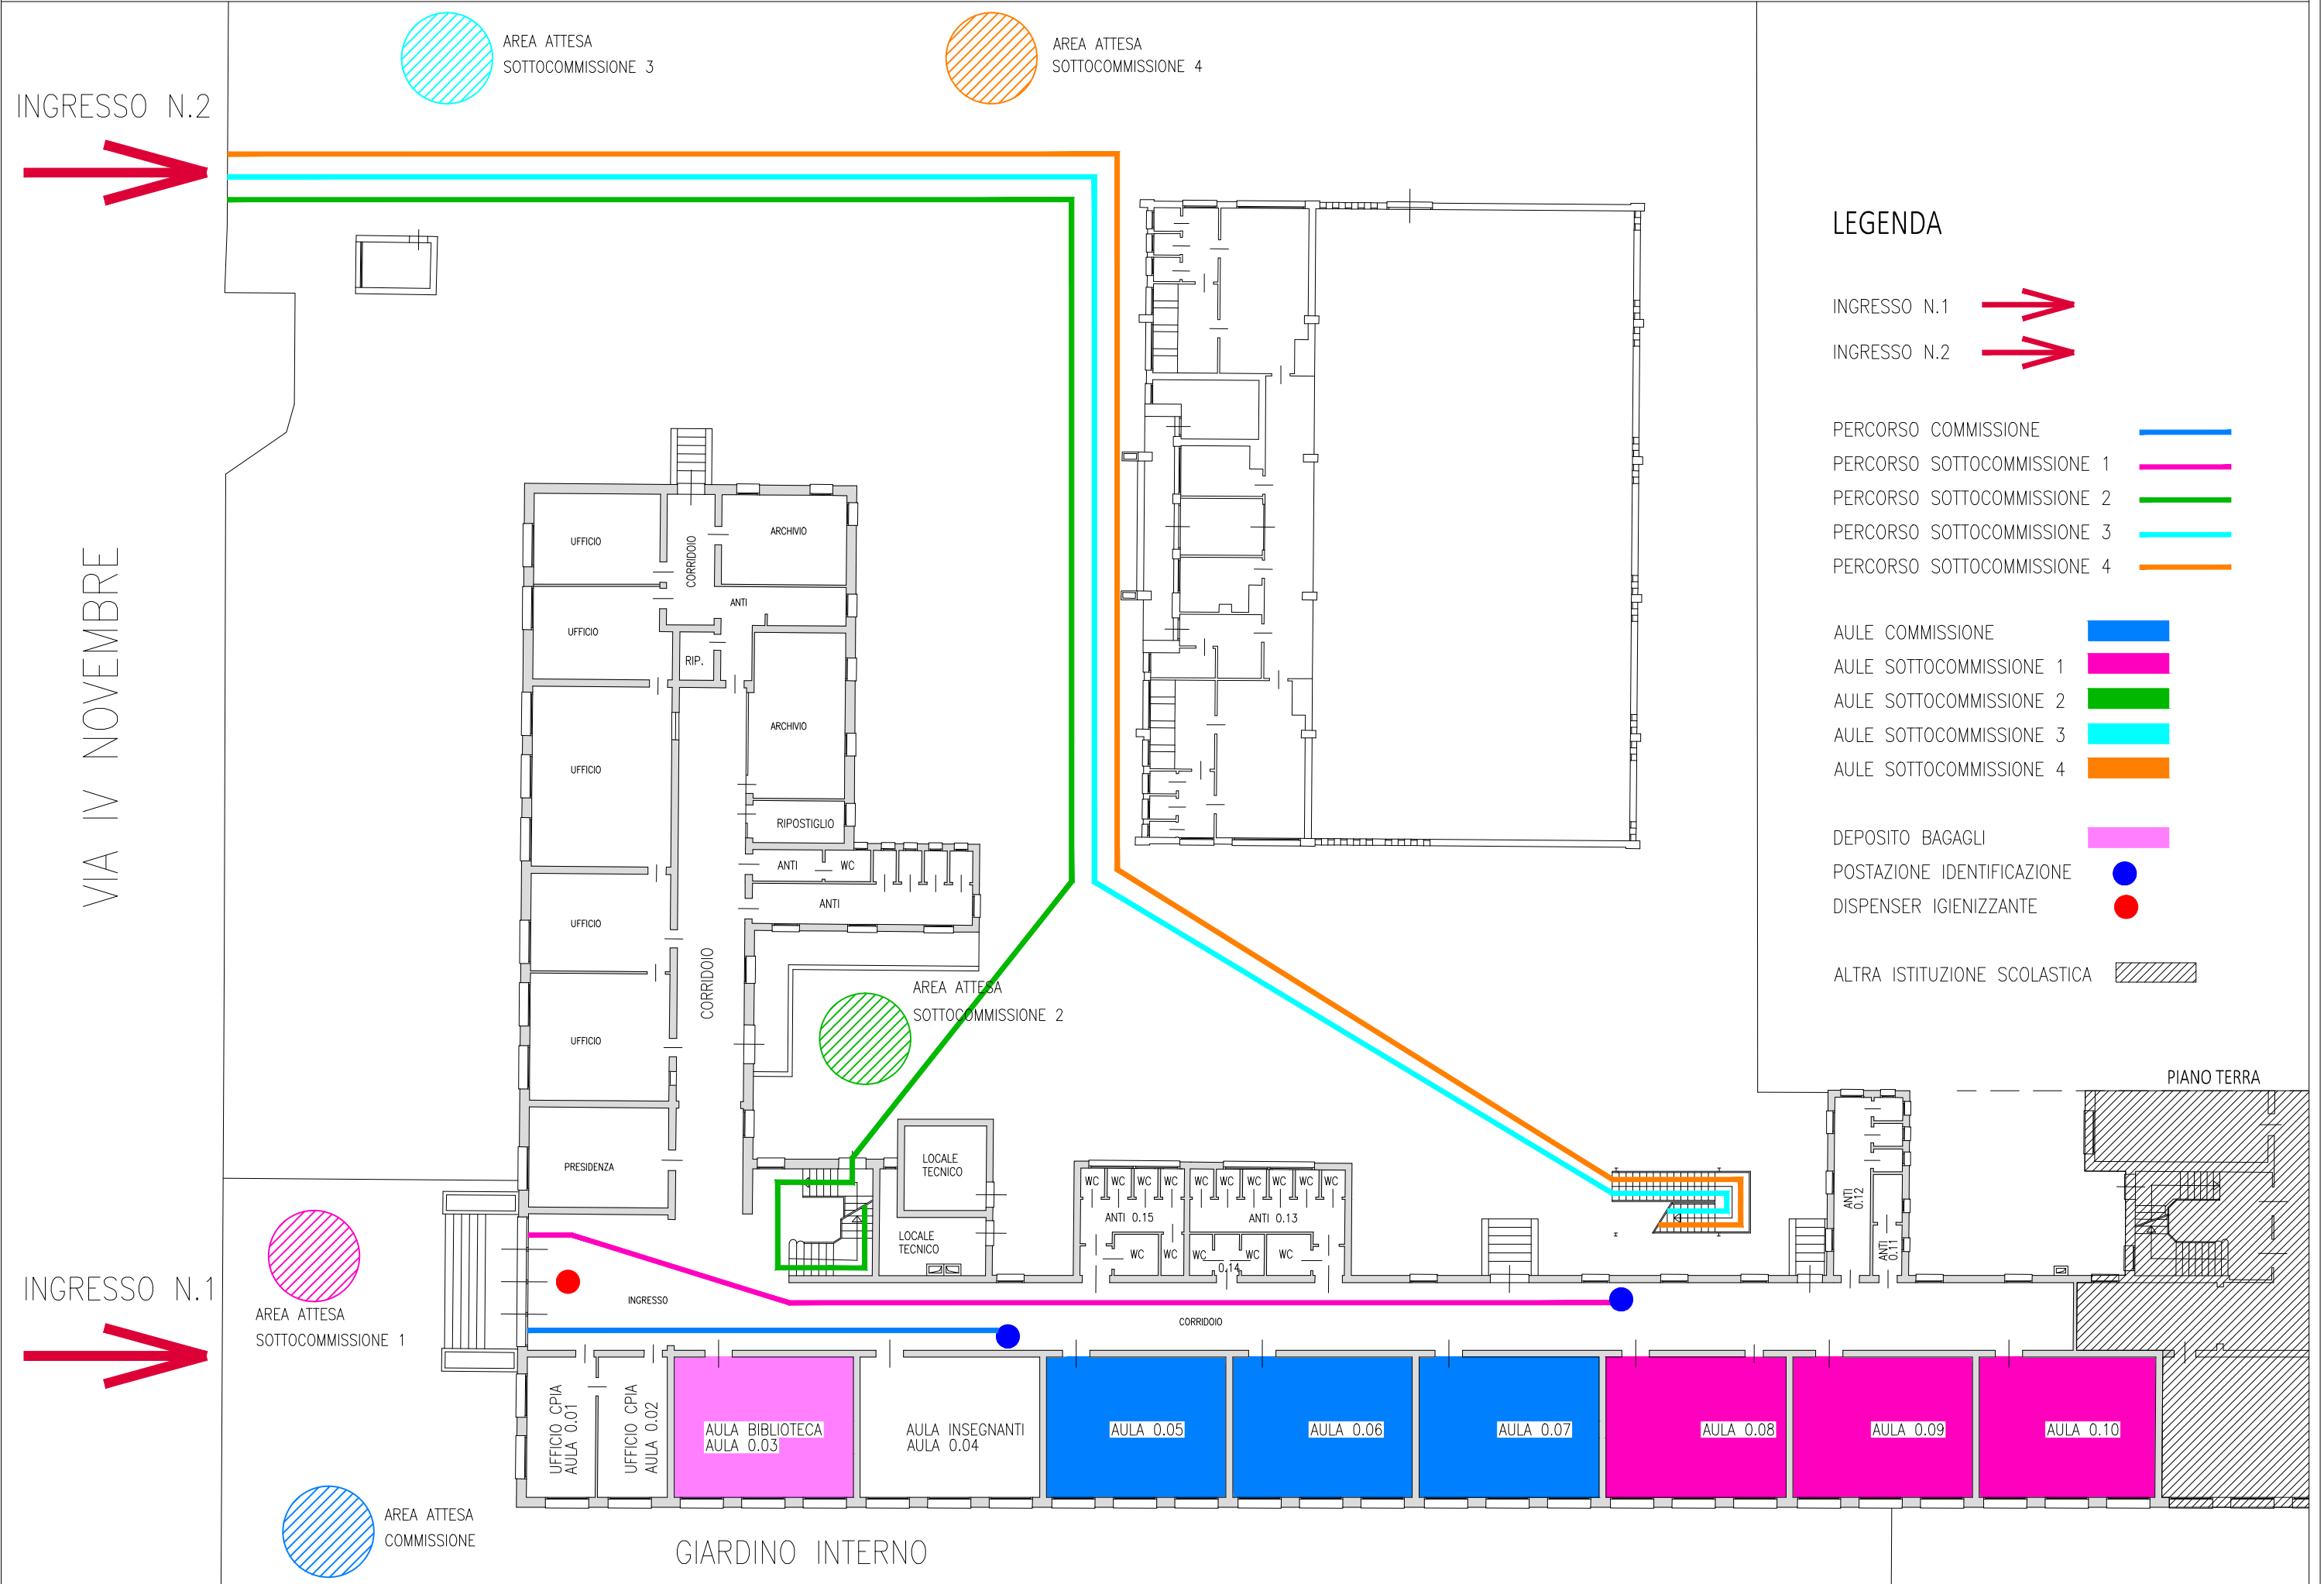 AREA ATTESA
SOTTOCOMMISSIONE 3
AREA ATTESA
SOTTOCOMMISSIONE 4
INGRESSO N.2
LEGENDA
INGRESSO N.1
INGRESSO N.2
PERCORSO COMMISSIONE
PERCORSO SOTTOCOMMISSIONE 1
PERCORSO SOTTOCOMMISSIONE 2
PERCORSO SOTTOCOMMISSIONE 3
PERCORSO SOTTOCOMMISSIONE 4
AULE COMMISSIONE
AULE SOTTOCOMMISSIONE 1
AULE SOTTOCOMMISSIONE 2
AULE SOTTOCOMMISSIONE 3
AULE SOTTOCOMMISSIONE 4
DEPOSITO BAGAGLI
POSTAZIONE IDENTIFICAZIONE
DISPENSER IGIENIZZANTE
ALTRA ISTITUZIONE SCOLASTICA
VIA IV NOVEMBRE
UFFICIO
CORRIDOIO
ARCHIVIO
ANTI
UFFICIO
RIP.
ARCHIVIO
UFFICIO
RIPOSTIGLIO
ANTI
WC
ANTI
UFFICIO
CORRIDOIO
AREA ATTESA
SOTTOCOMMISSIONE 2
UFFICIO
PIANO TERRA
PRESIDENZA
LOCALE
TECNICO
LOCALE
TECNICO
WC
WC
WC
WC
WC
WC
WC
WC
WC
WC
ANTI 0.15
ANTI 0.13
WC
WC
WC
WC
WC
0.14
ANTI
0.12
ANTI
0.11
INGRESSO N.1
AREA ATTESA
SOTTOCOMMISSIONE 1
INGRESSO
CORRIDOIO
UFFICIO CPIA
AULA 0.01
UFFICIO CPIA
AULA 0.02
AULA BIBLIOTECA
AULA 0.03
AULA INSEGNANTI
AULA 0.04
AULA 0.05
AULA 0.06
AULA 0.07
AULA 0.08
AULA 0.09
AULA 0.10
AREA ATTESA
COMMISSIONE
GIARDINO INTERNO